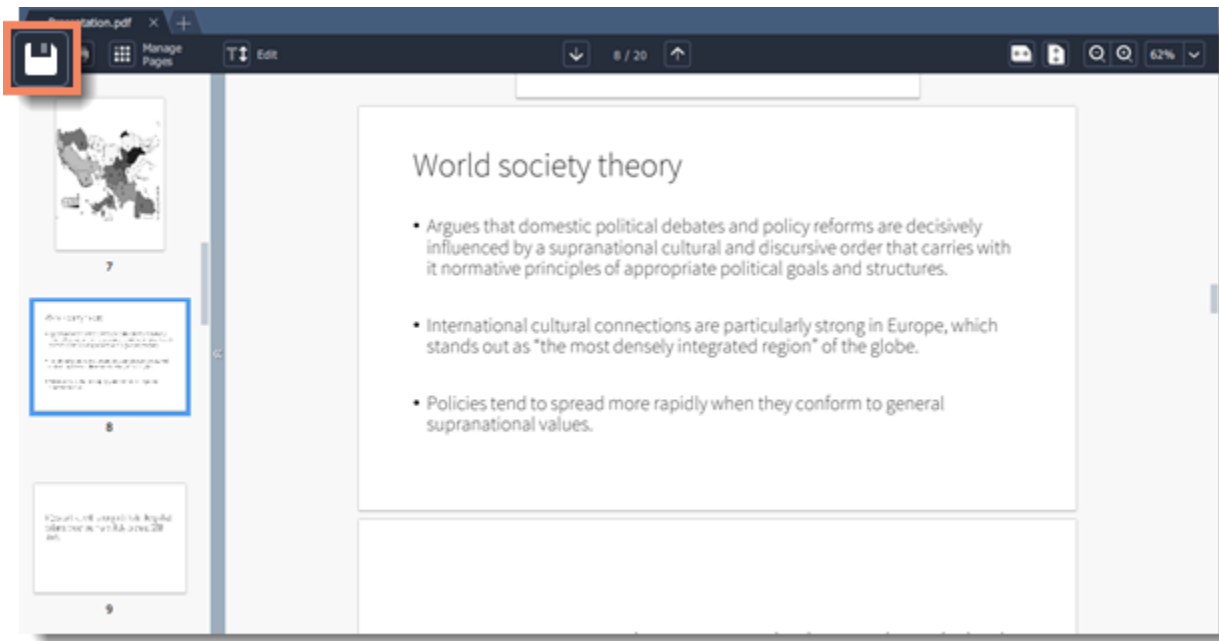 Presentation.pdf
Manage
Pages
Edit
8 / 20
62%
7
8
9
World society theory
• Argues that domestic political debates and policy reforms are decisively
influenced by a supranational cultural and discursive order that carries with
it normative principles of appropriate political goals and structures.
• International cultural connections are particularly strong in Europe, which
stands out as “the most densely integrated region” of the globe.
• Policies tend to spread more rapidly when they conform to general
supranational values.